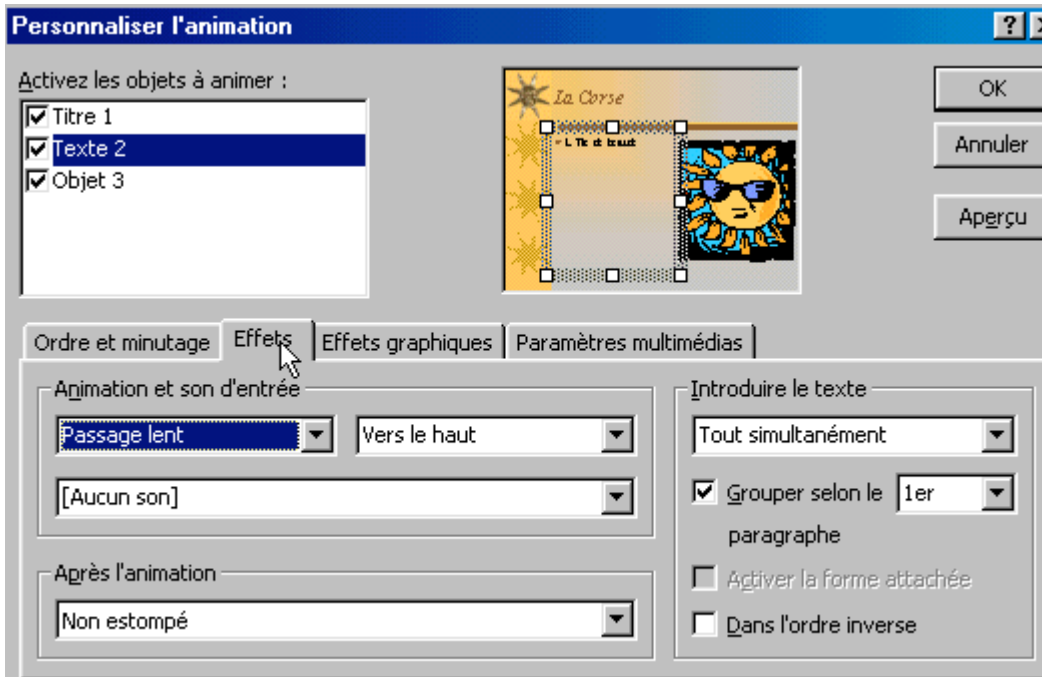 Personnaliser l'animation
Activez les objets à animer :
Titre 1
Texte 2
Objet 3
La Corse
OK
Annuler
Aperçu
Ordre et minutage
Effets
Effets graphiques
Paramètres multimédias
Animation et son d'entrée
Passage lent
Vers le haut
[Aucun son]
Après l'animation
Non estompé
Introduire le texte
Tout simultanément
Grouper selon le 1er
paragraphe
Activer la forme attachée
Dans l'ordre inverse